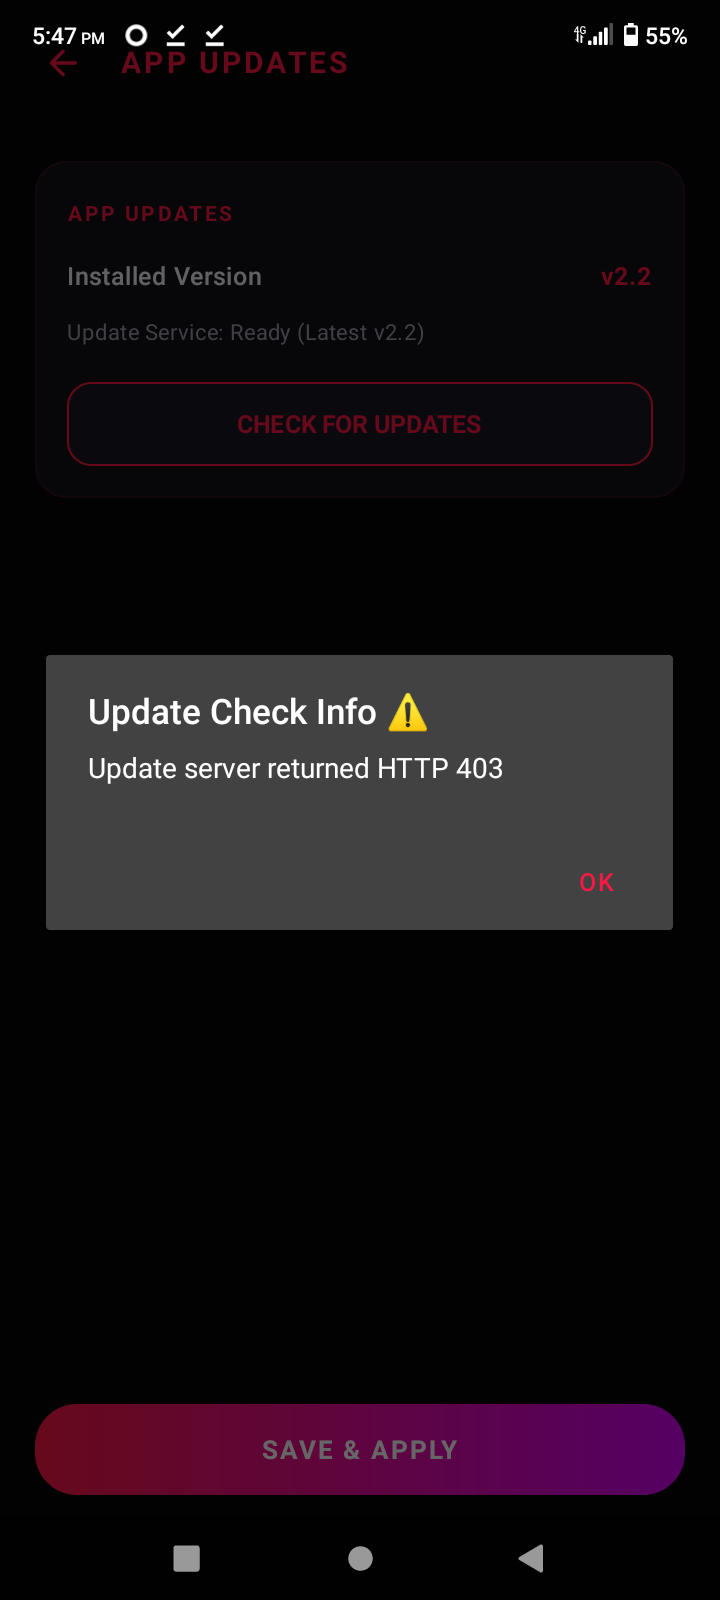 5:47 PM
4G
55%
APP UPDATES
APP UPDATES
Installed Version
v2.2
Update Service: Ready (Latest v2.2)
CHECK FOR UPDATES
Update Check Info ⚠️
Update server returned HTTP 403
OK
SAVE & APPLY